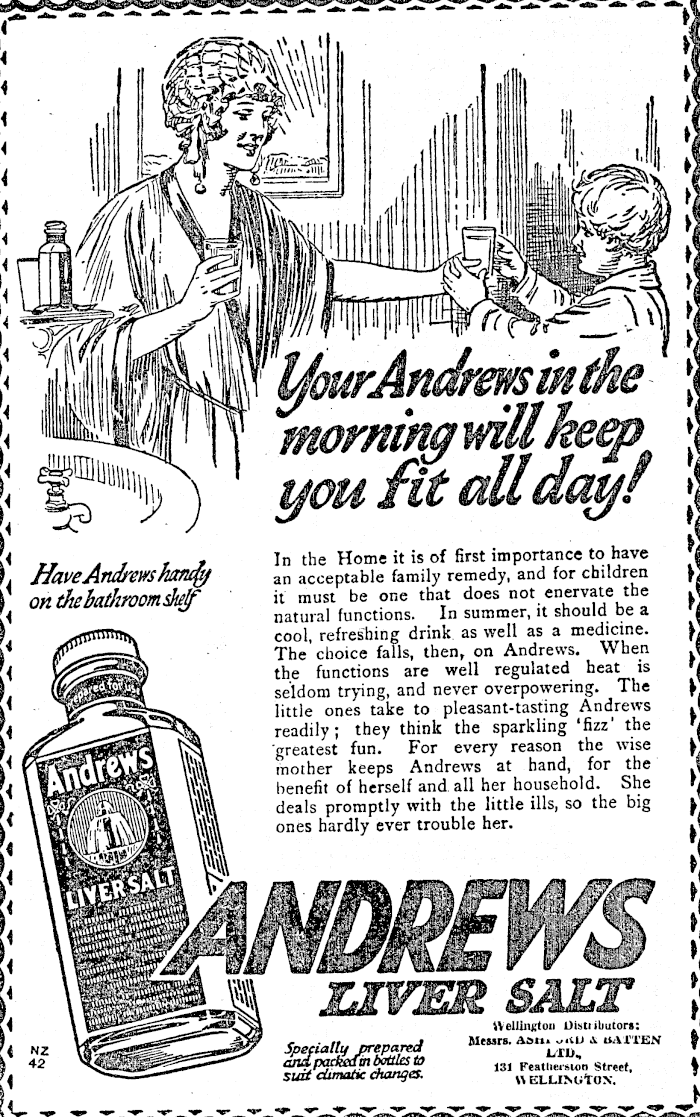 Your Andrews in the
morning will keep
you fit all day!
Have Andrews handy
on the bathroom shelf
In the Home it is of first importance to have
an acceptable family remedy, and for children
it must be one that does not enervate the
natural functions. In summer, it should be a
cool, refreshing drink as well as a medicine.
The choice falls, then, on Andrews. When
the functions are well regulated heat is
seldom trying, and never overpowering. The
little ones take to pleasant-tasting Andrews
readily; they think the sparkling 'fizz' the
greatest fun. For every reason the wise
mother keeps Andrews at hand, for the
benefit of herself and all her household. She
deals promptly with the little ills, so the big
ones hardly ever trouble her.
Andrews
LIVER SALT
ANDREWS
LIVER SALT
NZ
42
Specially prepared
and packed in bottles to
suit climatic changes.
Wellington Distributors:
Messrs. & BATTEN
LTD.,
131 Featherston Street,
WELLINGTON.